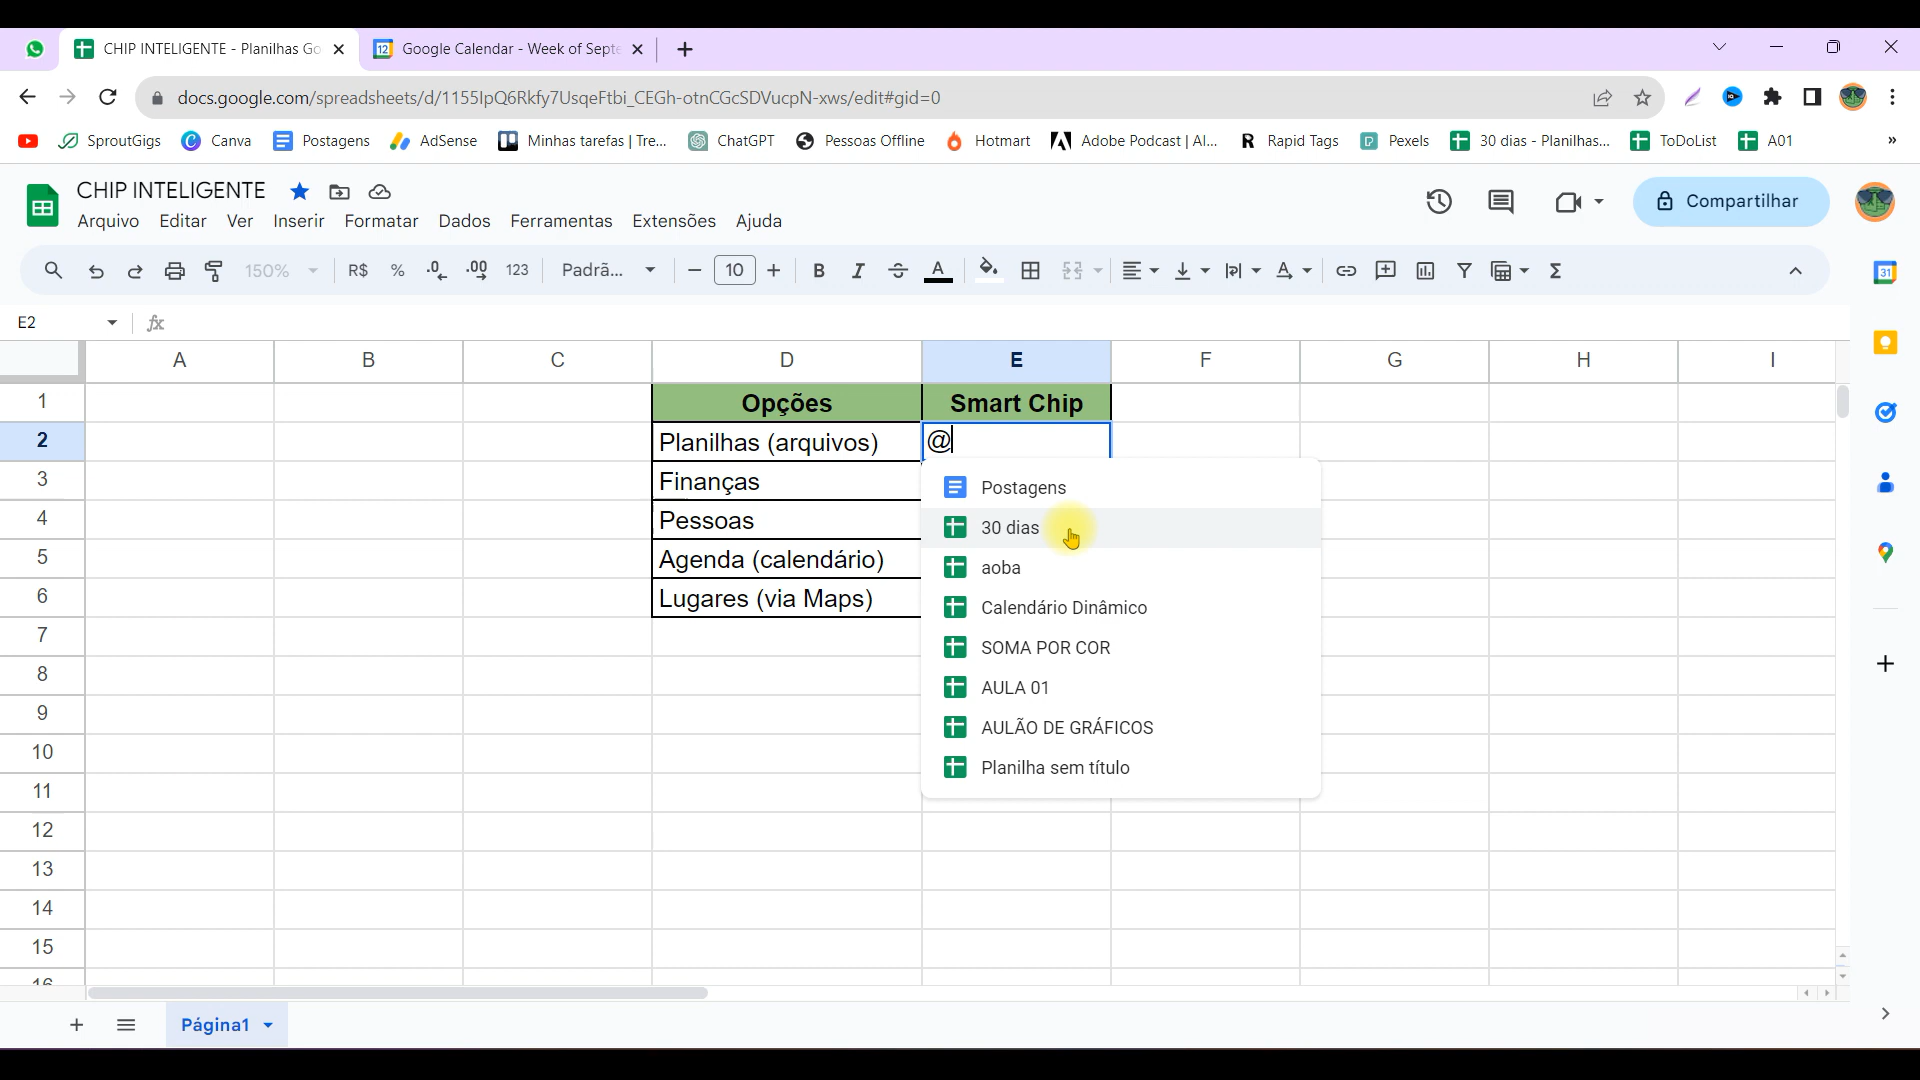 CHIP INTELIGENTE - Planilhas Go
Google Calendar - Week of Septe
docs.google.com/spreadsheets/d/1155lpQ6Rkfy7UsqeFtbi_CEGh-otnCGcSDVucpN-xws/edit#gid=0
SproutGigs Canva Postagens AdSense Minhas tarefas | Tre... ChatGPT Pessoas Offline Hotmart Adobe Podcast | AI... Rapid Tags Pexels 30 dias - Planilhas... ToDoList A01 »
CHIP INTELIGENTE
Arquivo Editar Ver Inserir Formatar Dados Ferramentas Extensões Ajuda
Compartilhar
150% R$ % .0 .00 123 Padrã... 10 B I A Σ
31
E2 fx
A B C D E F G H I
1 Opções Smart Chip
2 Planilhas (arquivos) @
3 Finanças
4 Pessoas
5 Agenda (calendário)
6 Lugares (via Maps)
7
8
9
10
11
12
13
14
15
16
Postagens
30 dias
aoba
Calendário Dinâmico
SOMA POR COR
AULA 01
AULÃO DE GRÁFICOS
Planilha sem título
Página1